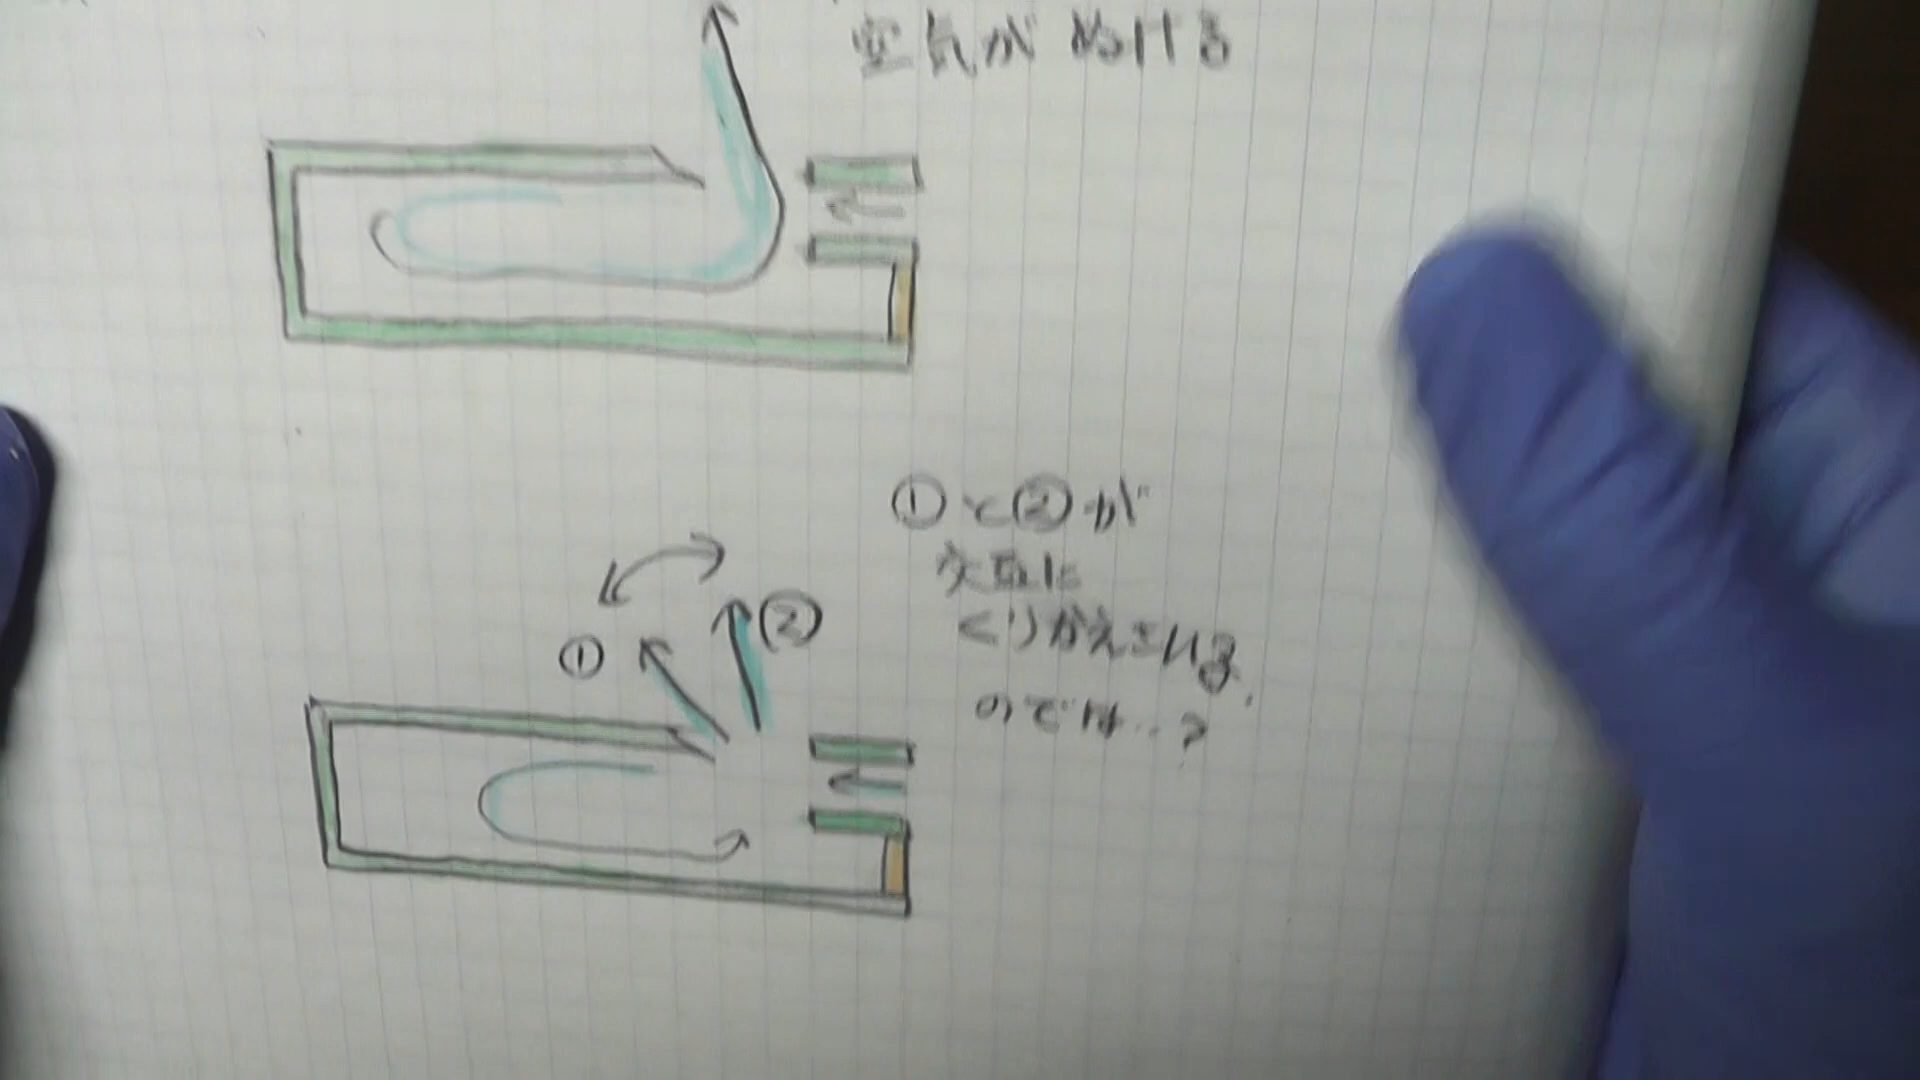 空気が ぬける
①と②が
交互に
くりかえされる
のでは…?
①
②